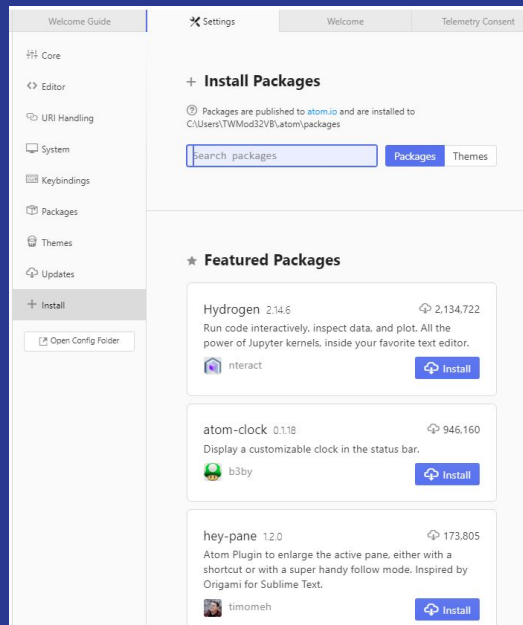 Welcome Guide
Settings
Welcome
Telemetry Consent
Core
Editor
URI Handling
System
Keybindings
Packages
Themes
Updates
Install
Open Config Folder
Install Packages
Packages are published to atom.io and are installed to
C:\Users\TWMod32VB\.atom\packages
Search packages
Packages Themes
Featured Packages
Hydrogen 2.14.6 2,134,722
Run code interactively, inspect data, and plot. All the
power of Jupyter kernels, inside your favorite text editor.
nteract Install
atom-clock 0.1.18 946,160
Display a customizable clock in the status bar.
b3by Install
hey-pane 1.2.0 173,805
Atom Plugin to enlarge the active pane, either with a
shortcut or with a super handy follow mode. Inspired by
Origami for Sublime Text.
timomeh Install